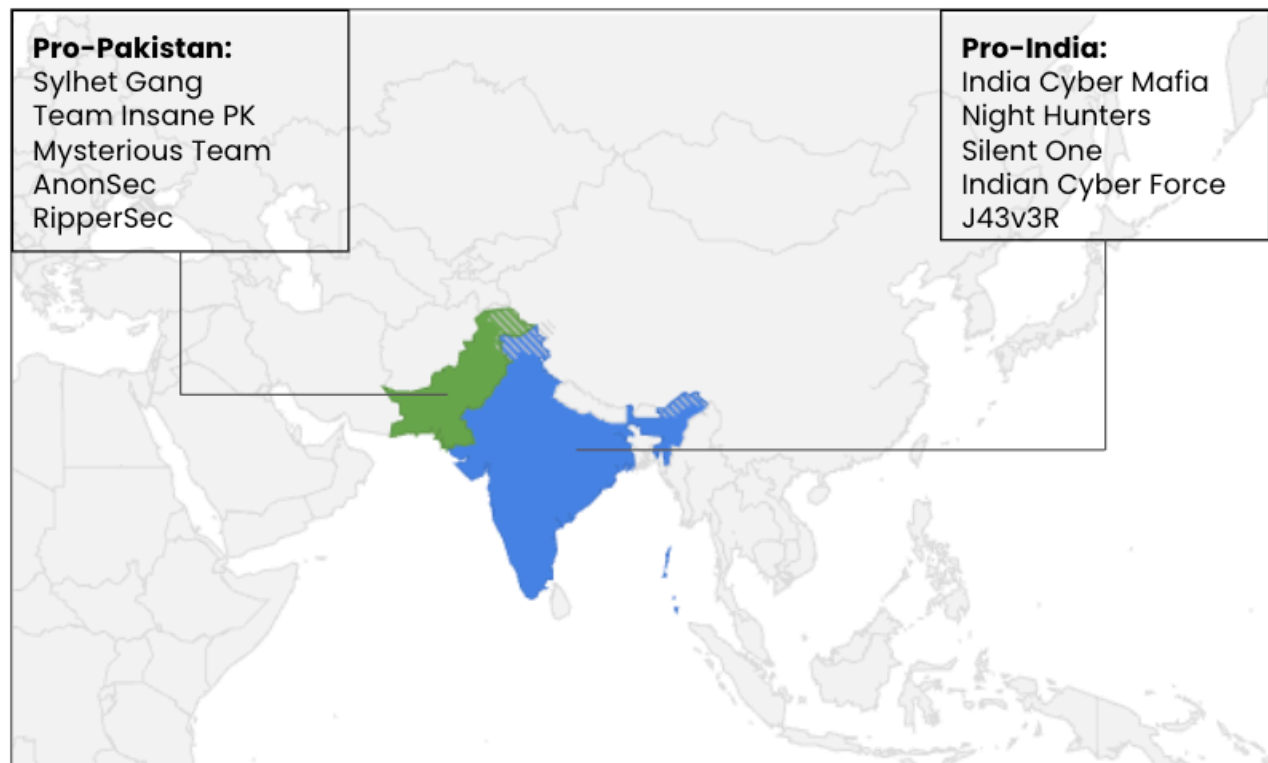 Pro-Pakistan:
Sylhet Gang
Team Insane PK
Mysterious Team
AnonSec
RipperSec
Pro-India:
India Cyber Mafia
Night Hunters
Silent One
Indian Cyber Force
J43v3R